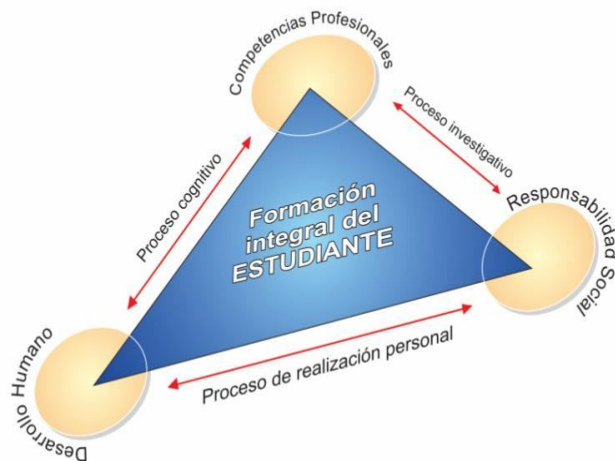 Competencias Profesionales
Proceso investigativo
Proceso cognitivo
Formación
integral del
ESTUDIANTE
Responsabilidad Social
Proceso de realización personal
Desarrollo Humano